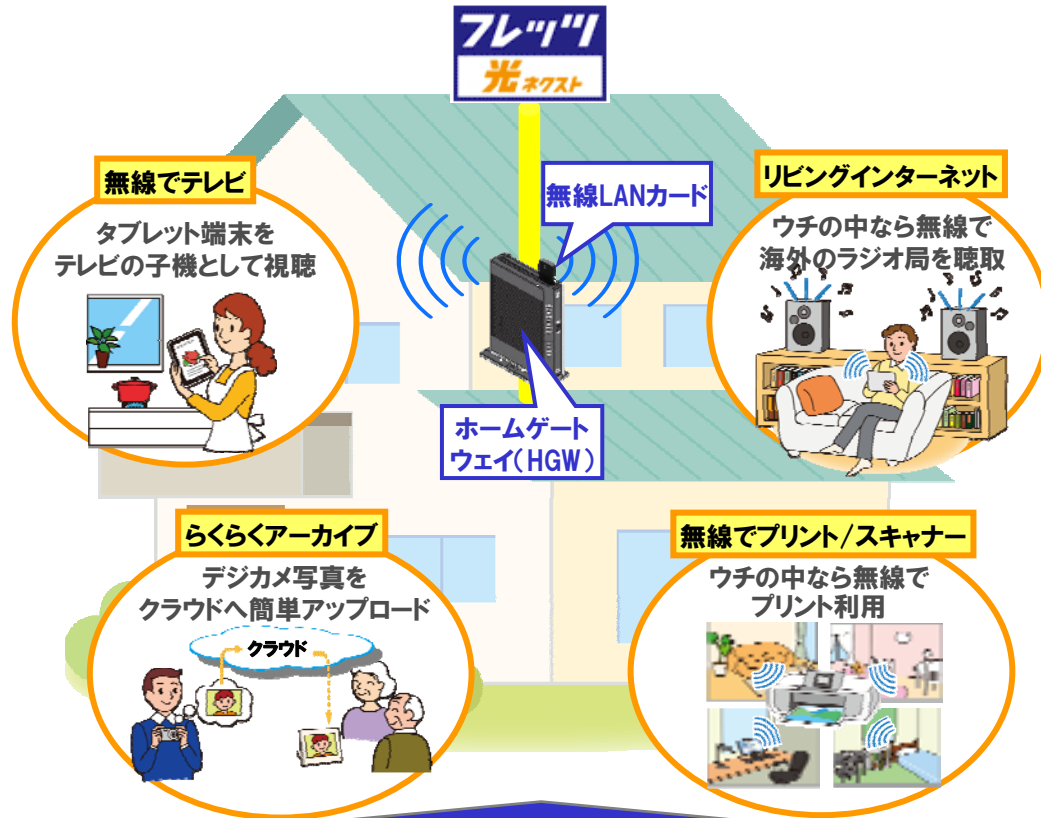 フレッツ
光ネクスト
無線でテレビ
タブレット端末を
テレビの子機として視聴
無線LANカード
リビングインターネット
ウチの中なら無線で
海外のラジオ局を聴取
ホームゲート
ウェイ(HGW)
らくらくアーカイブ
デジカメ写真を
クラウドへ簡単アップロード
クラウド
無線でプリント/スキャナー
ウチの中なら無線で
プリント利用